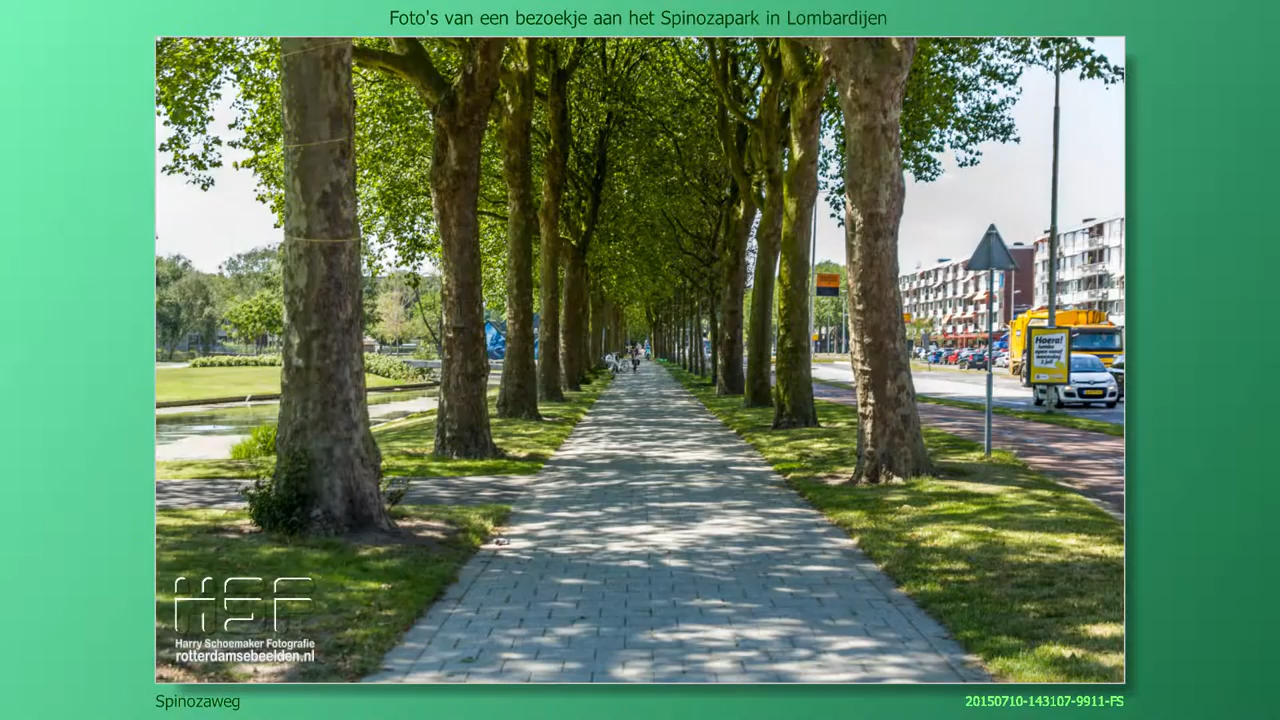 Foto's van een bezoekje aan het Spinozapark in Lombardijen
Hoera!
HSF
Harry Schoemaker Fotografie
rotterdamsebeelden.nl
Spinozaweg
20150710-143107-9911-FS